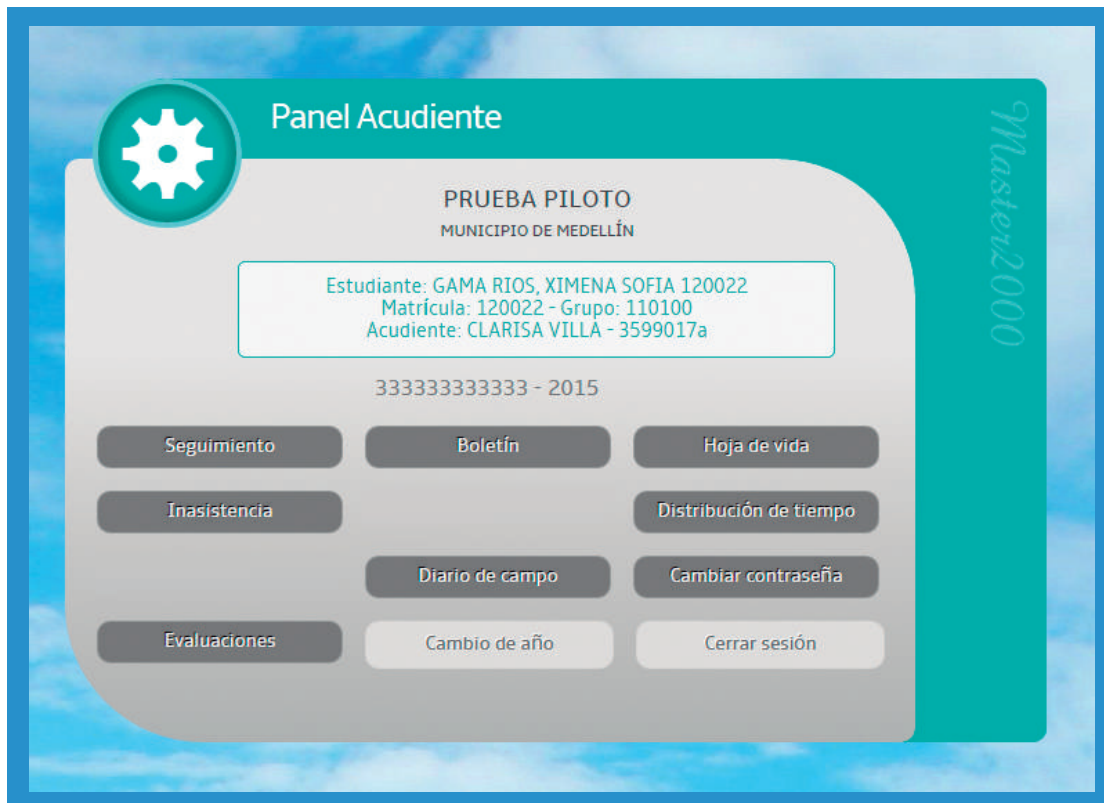 Panel Acudiente
Master2000
PRUEBA PILOTO
MUNICIPIO DE MEDELLÍN
Estudiante: GAMA RIOS, XIMENA SOFIA 120022
Matrícula: 120022 - Grupo: 110100
Acudiente: CLARISA VILLA - 3599017a
333333333333 - 2015
Seguimiento
Boletín
Hoja de vida
Inasistencia
Distribución de tiempo
Diario de campo
Cambiar contraseña
Evaluaciones
Cambio de año
Cerrar sesión